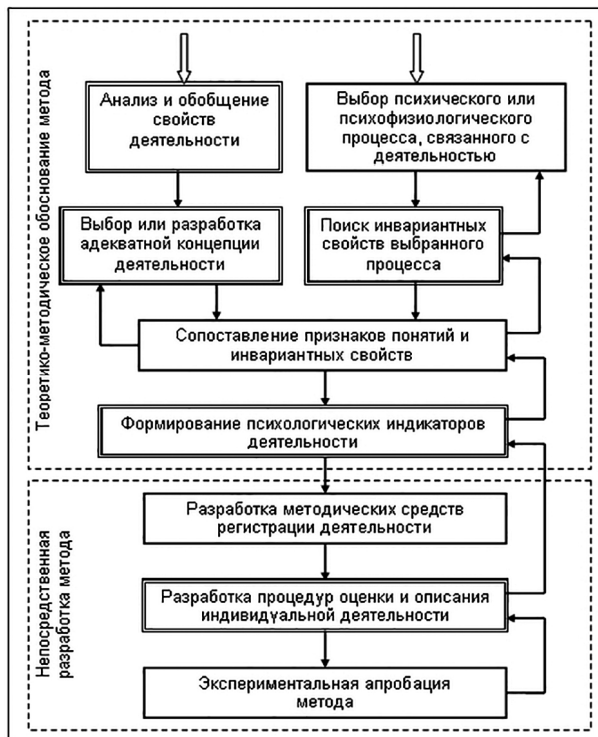 Теоретико-методическое обоснование метода
Анализ и обобщение
свойств
деятельности
Выбор психического или
психофизиологического
процесса, связанного с
деятельностью
Выбор или разработка
адекватной концепции
деятельности
Поиск инвариантных
свойств выбранного
процесса
Сопоставление признаков понятий и
инвариантных свойств
Формирование психологических индикаторов
деятельности
Непосредственная
разработка метода
Разработка методических средств
регистрации деятельности
Разработка процедур оценки и описания
индивидуальной деятельности
Экспериментальная апробация
метода